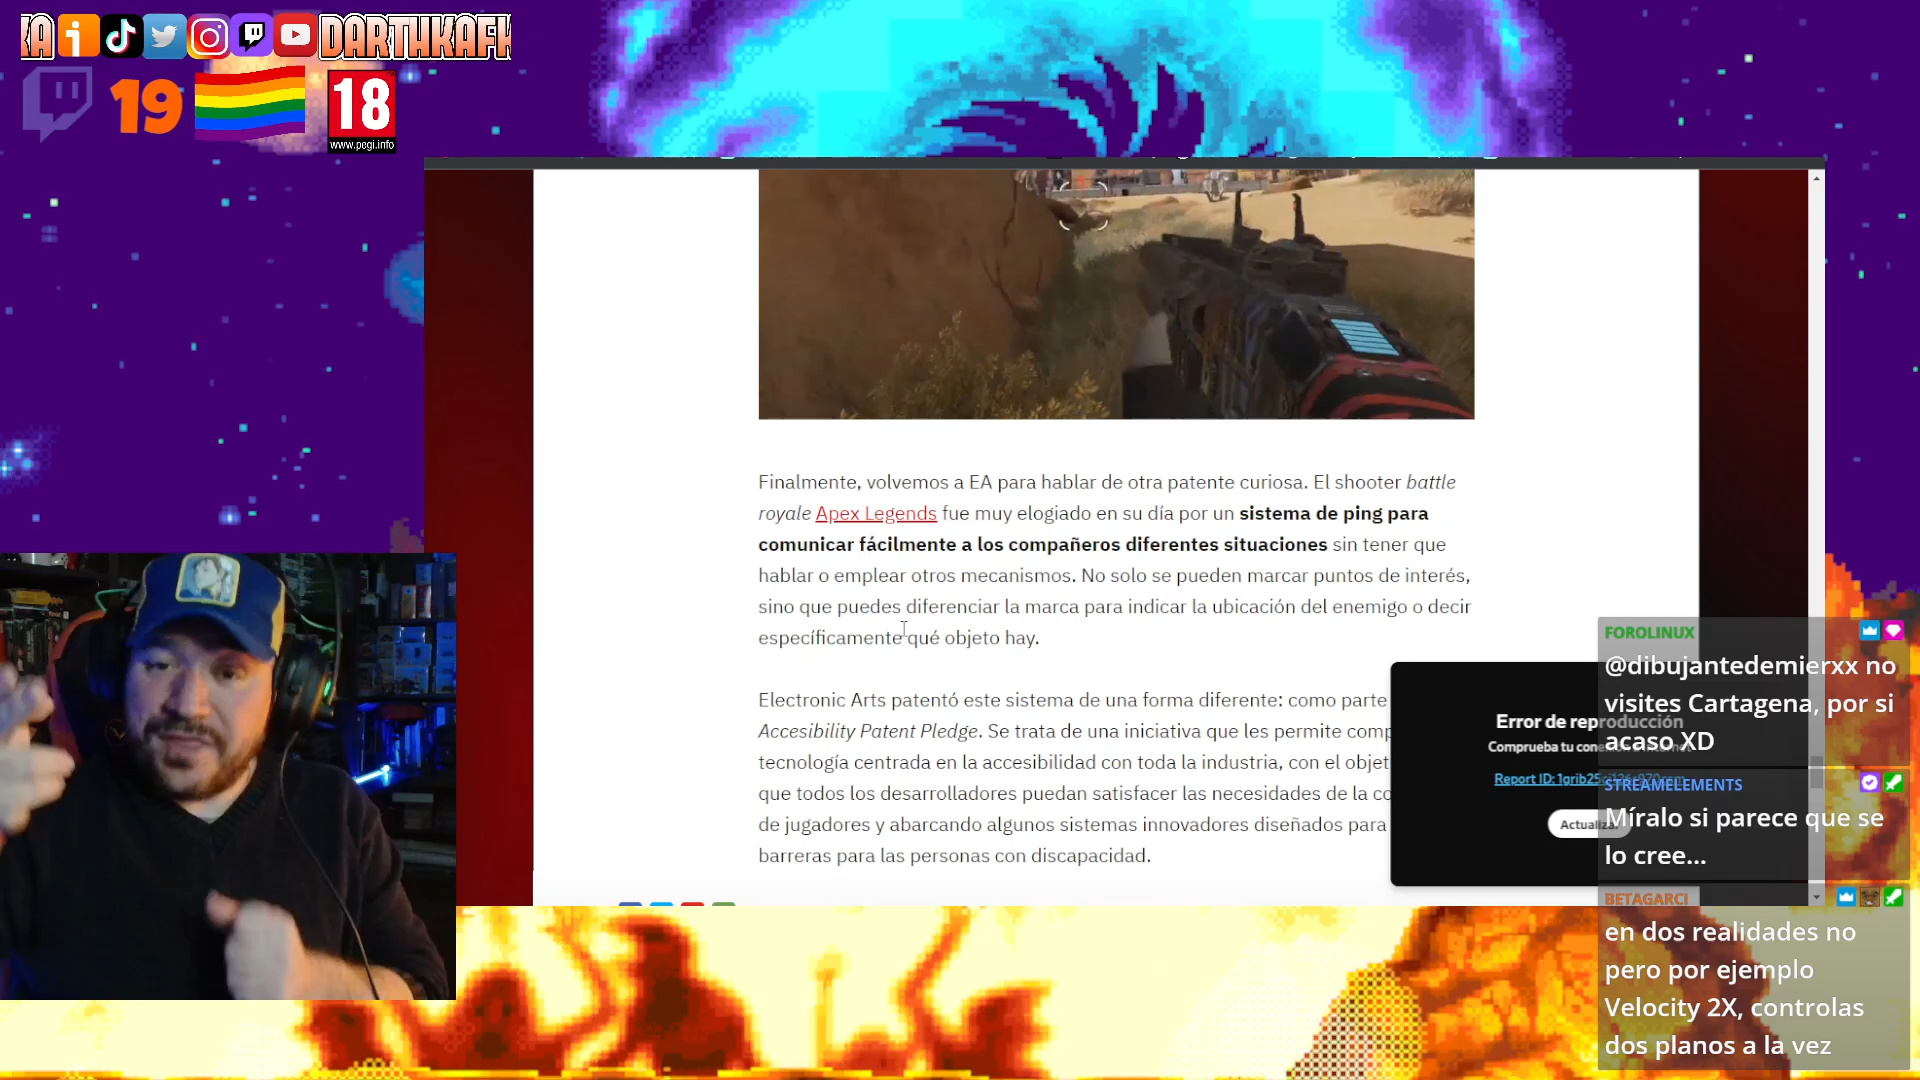 DARTHKAFK
19
18
www.pegi.info
Finalmente, volvemos a EA para hablar de otra patente curiosa. El shooter battle
royale Apex Legends fue muy elogiado en su día por un sistema de ping para
comunicar fácilmente a los compañeros diferentes situaciones sin tener que
hablar o emplear otros mecanismos. No solo se pueden marcar puntos de interés,
sino que puedes diferenciar la marca para indicar la ubicación del enemigo o decir
específicamente qué objeto hay.
Electronic Arts patentó este sistema de una forma diferente: como parte
Accesibility Patent Pledge. Se trata de una iniciativa que les permite comp
tecnología centrada en la accesibilidad con toda la industria, con el objet
que todos los desarrolladores puedan satisfacer las necesidades de la co
de jugadores y abarcando algunos sistemas innovadores diseñados para
barreras para las personas con discapacidad.
Error de reproducción
Comprueba tu
Report ID:
Actualizar
FOROLINUX
@dibujantedemierxx no
visites Cartagena, por si
acaso XD
STREAMELEMENTS
Míralo si parece que se
lo cree...
BETAGARCI
en dos realidades no
pero por ejemplo
Velocity 2X, controlas
dos planos a la vez